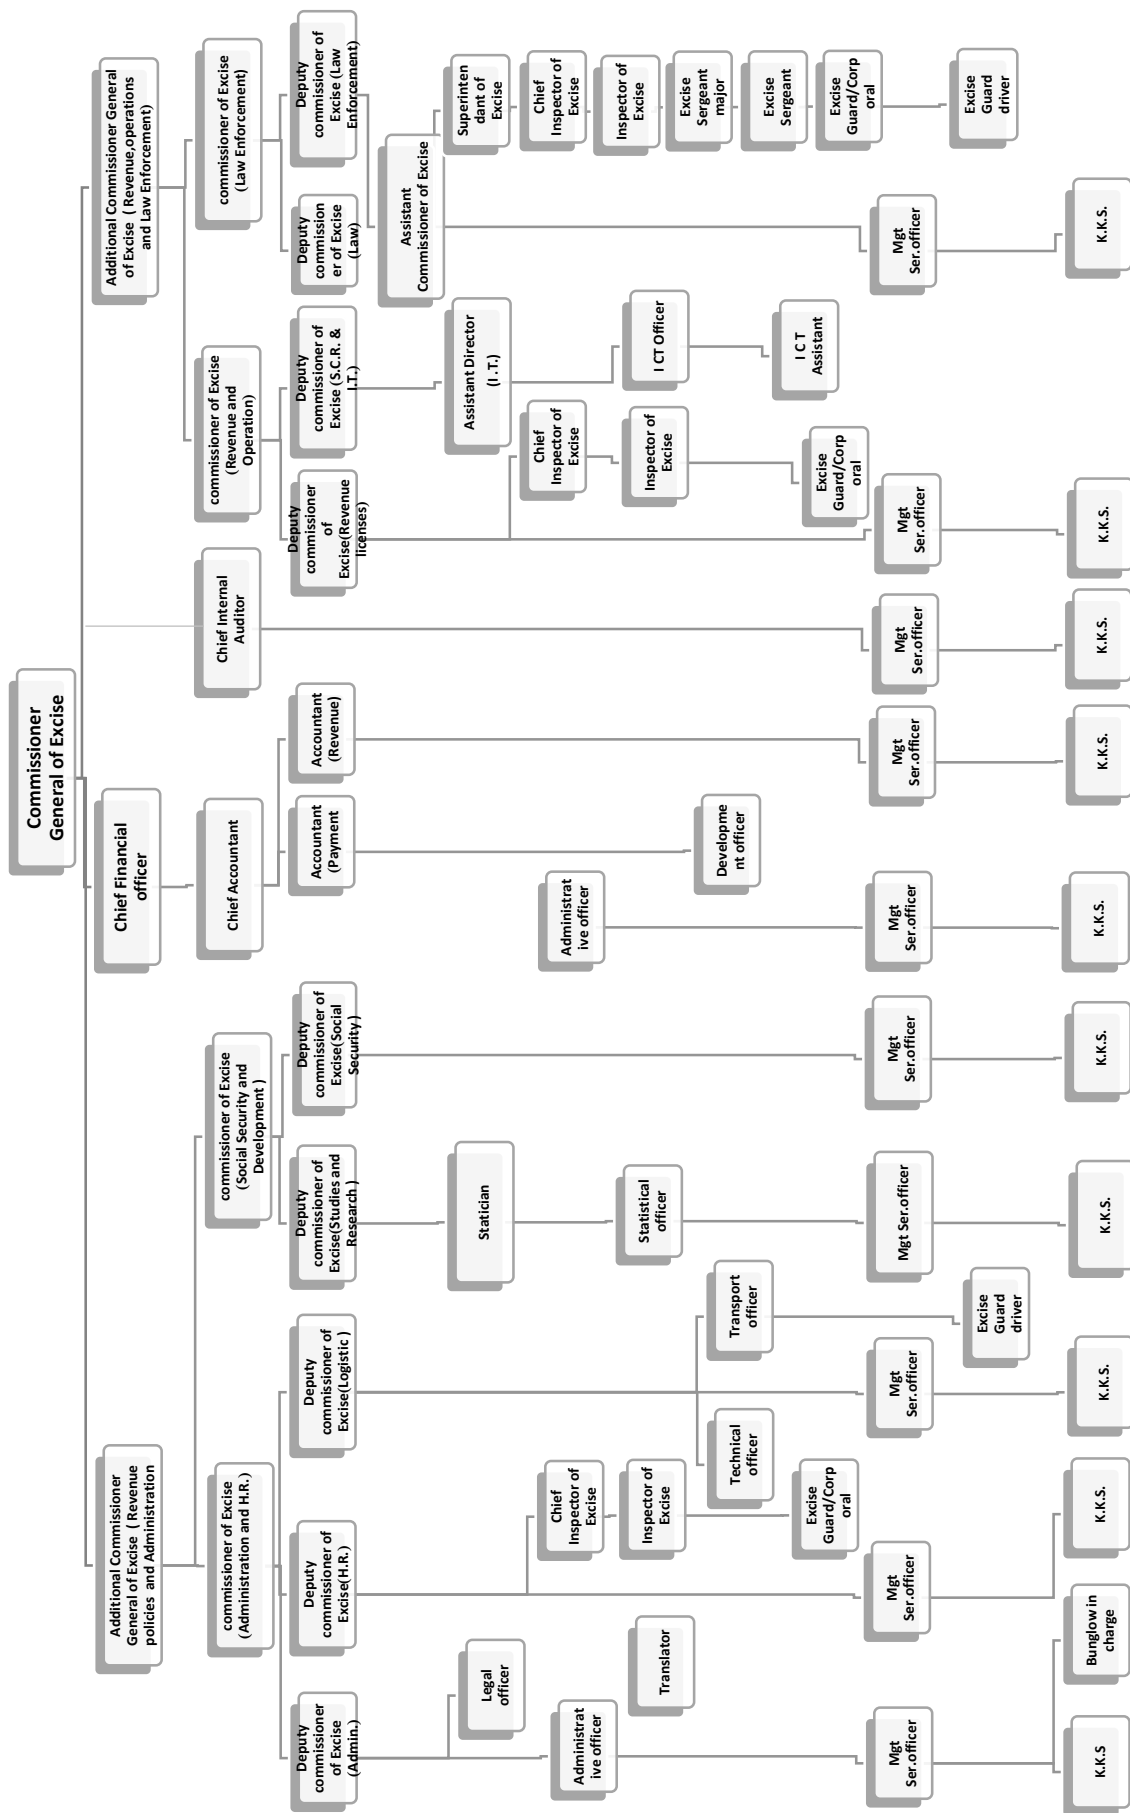 Commissioner
General of Excise
Additional Commissioner
General of Excise ( Revenue
policies and Administration
Chief Financial
officer
Additional Commissioner General
of Excise ( Revenue,operations
and Law Enforcement)
commissioner of Excise
(Administration and H.R.)
commissioner of Excise
(Social Security and
Development )
Chief Accountant
Chief Internal
Auditor
commissioner of Excise
(Revenue and
Operation)
commissioner of Excise
(Law Enforcement)
Deputy
commissioner
of Excise
(Admin.)
Deputy
commissioner of
Excise(H.R.)
Deputy
commissioner of
Excise(Logistic )
Deputy
commissioner of
Excise(Studies and
Research )
Deputy
commissioner of
Excise(Social
Security )
Accountant
(Payment)
Accountant
(Revenue)
Deputy
commissioner
of
Excise(Revenue
licenses)
Deputy
commissioner of
Excise (S.C.R. &
I.T.)
Deputy
commission
er of Excise
(Law)
Deputy
commissioner of
Excise (Law
Enforcement)
Assistant
Commissioner of Excise
Legal
officer
Statician
Assistant Director
(I .T.)
Superinten
dant of
Excise
Administrat
ive officer
Chief
Inspector of
Excise
Administrat
ive officer
Chief
Inspector of
Excise
Chief
Inspector of
Excise
Translator
Inspector of
Excise
Statistical
officer
Inspector of
Excise
I CT Officer
Inspector of
Excise
Technical
officer
Transport
officer
Developme
nt officer
Excise
Sergeant
major
I C T
Assistant
Excise
Sergeant
Excise
Guard/Corp
oral
Excise
Guard/Corp
oral
Excise
Guard/Corp
oral
Mgt
Ser.officer
Mgt
Ser.officer
Mgt
Ser.officer
Mgt Ser.officer
Mgt
Ser.officer
Mgt
Ser.officer
Mgt
Ser.officer
Mgt
Ser.officer
Mgt
Ser.officer
Mgt
Ser.officer
Excise
Guard
driver
Excise
Guard
driver
K.K.S
Bunglow in
charge
K.K.S.
K.K.S.
K.K.S.
K.K.S.
K.K.S.
K.K.S.
K.K.S.
K.K.S.
K.K.S.